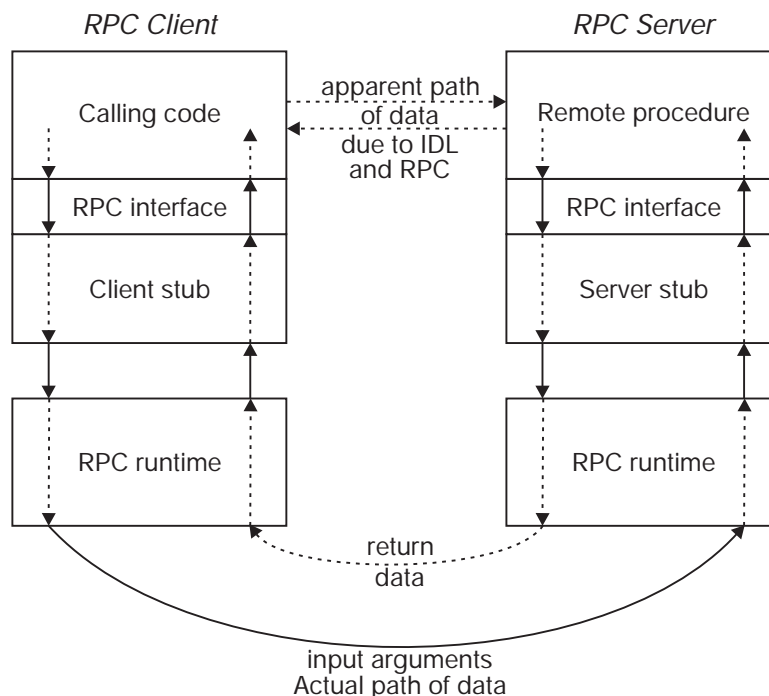 RPC Client
RPC Server
Calling code
apparent path
of data
due to IDL
and RPC
Remote procedure
RPC interface
RPC interface
Client stub
Server stub
RPC runtime
RPC runtime
return
data
input arguments
Actual path of data